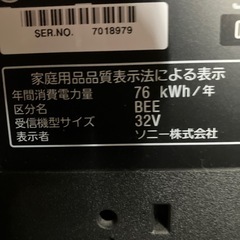 SER.NO. 7018979
家庭用品品質表示法による表示
年間消費電力量 76 kWh/年
区分名 BEE
受信機型サイズ 32V
表示者 ソニー株式会社